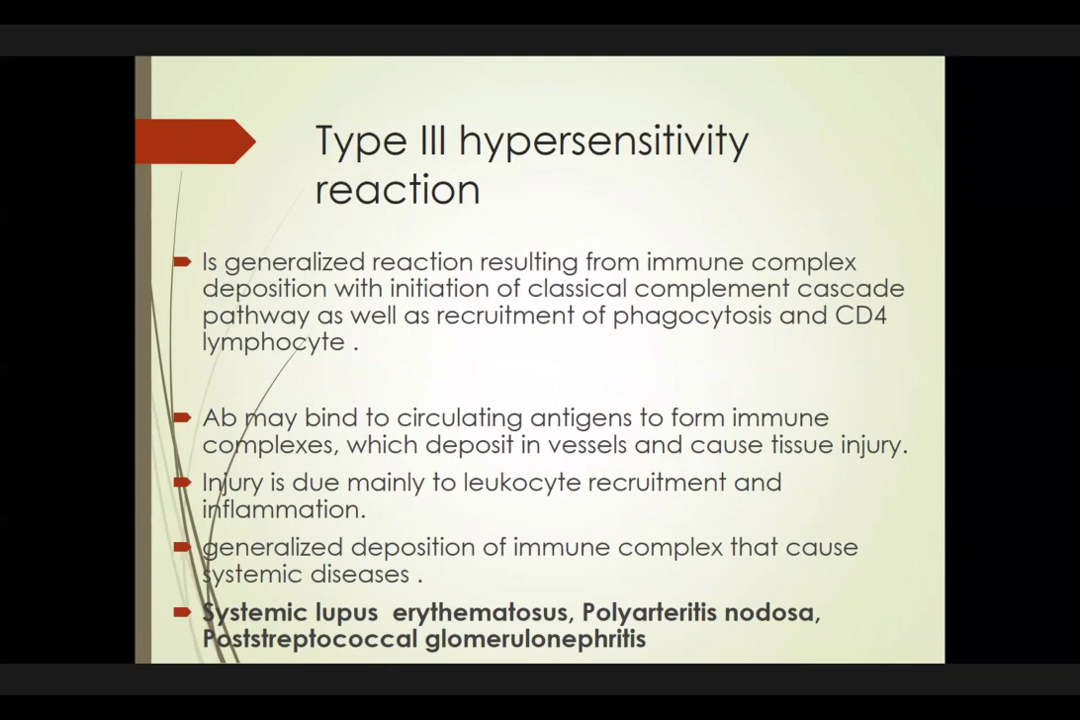 Type III hypersensitivity
reaction
Is generalized reaction resulting from immune complex
deposition with initiation of classical complement cascade
pathway as well as recruitment of phagocytosis and CD4
lymphocyte .
Ab may bind to circulating antigens to form immune
complexes, which deposit in vessels and cause tissue injury.
Injury is due mainly to leukocyte recruitment and
inflammation.
generalized deposition of immune complex that cause
systemic diseases .
Systemic lupus  erythematosus, Polyarteritis nodosa,
Poststreptococcal glomerulonephritis